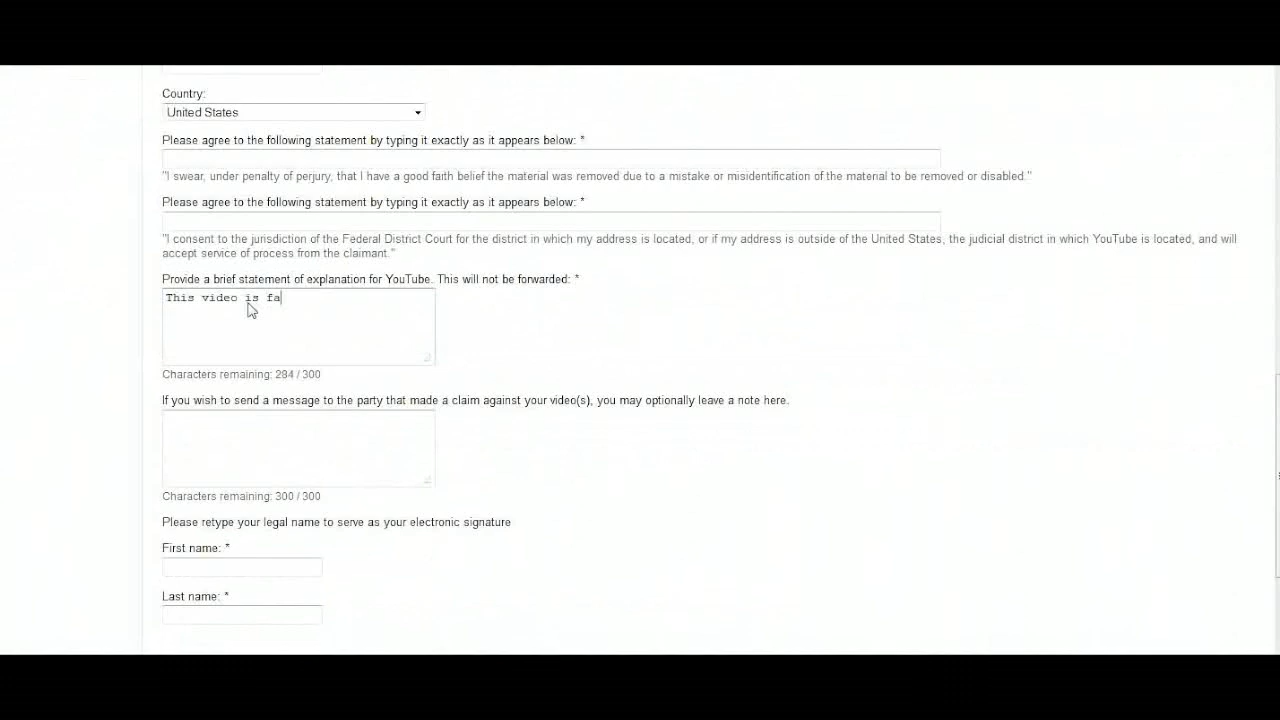 Country:
United States
Please agree to the following statement by typing it exactly as it appears below: *
"I swear, under penalty of perjury, that I have a good faith belief the material was removed due to a mistake or misidentification of the material to be removed or disabled."
Please agree to the following statement by typing it exactly as it appears below: *
"I consent to the jurisdiction of the Federal District Court for the district in which my address is located, or if my address is outside of the United States, the judicial district in which YouTube is located, and will
accept service of process from the claimant."
Provide a brief statement of explanation for YouTube. This will not be forwarded: *
This video is fa
Characters remaining: 284 / 300
If you wish to send a message to the party that made a claim against your video(s), you may optionally leave a note here.
Characters remaining: 300 / 300
Please retype your legal name to serve as your electronic signature
First name: *
Last name: *